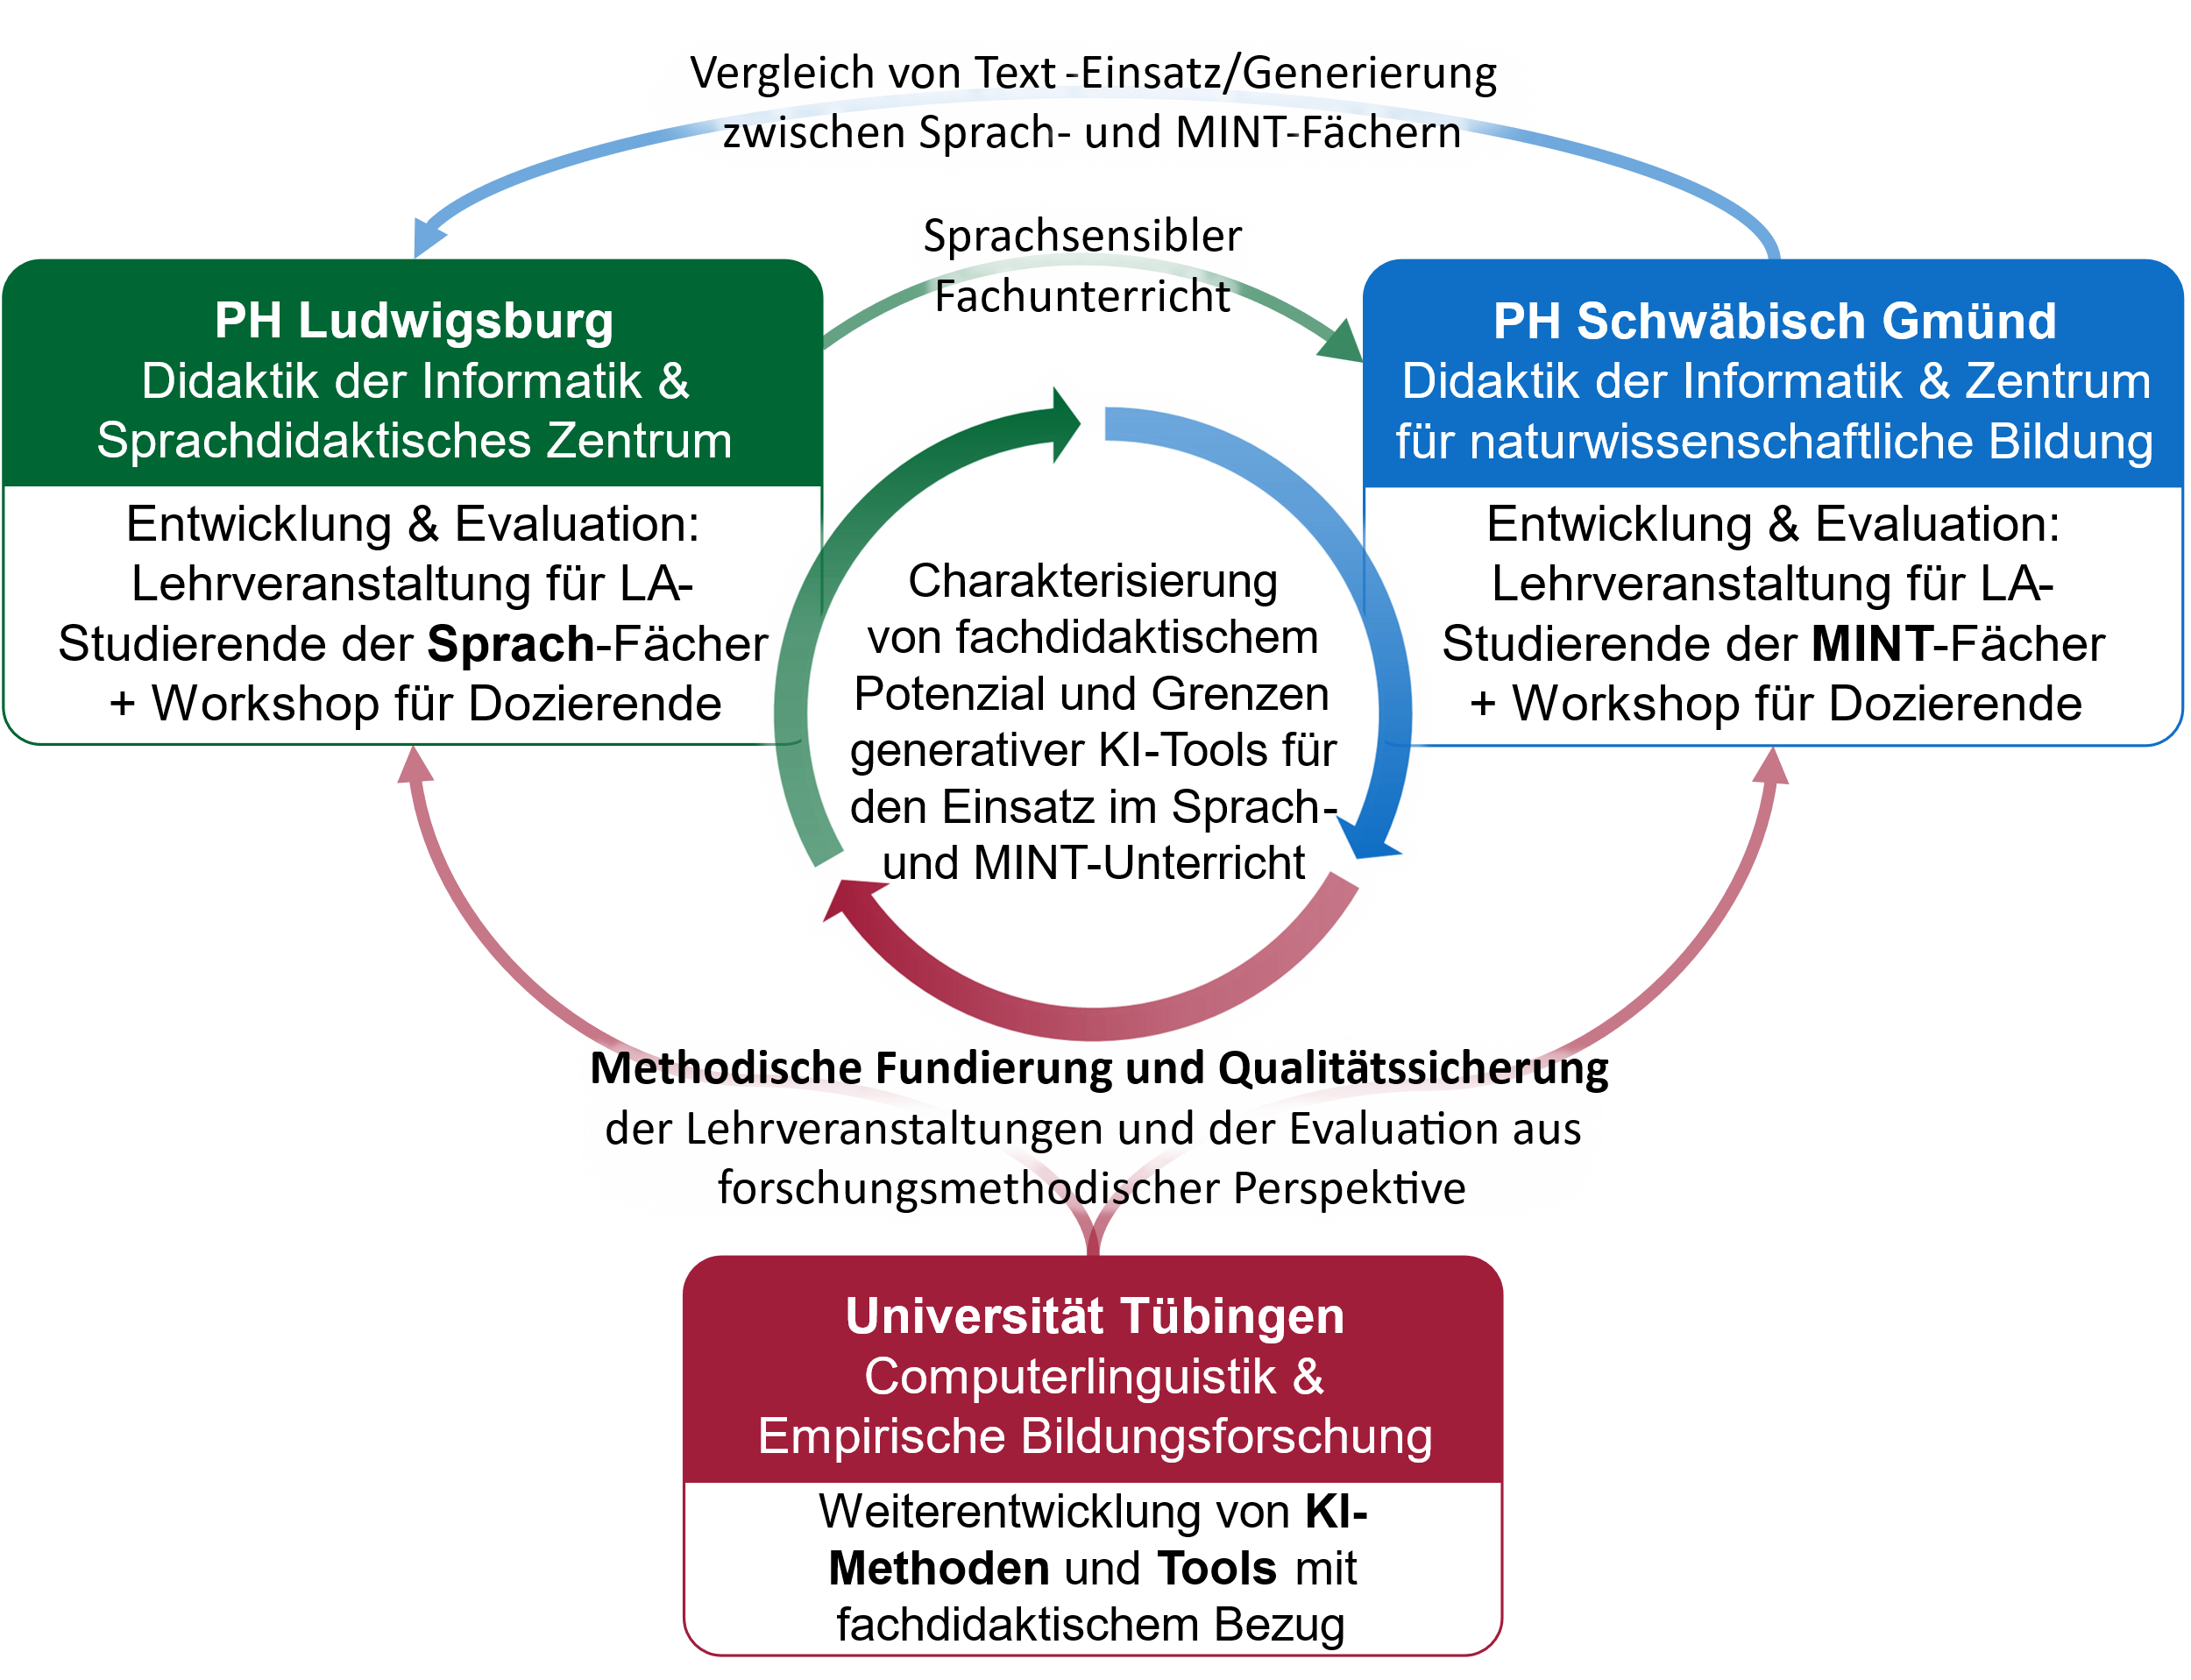 Vergleich von Text -Einsatz/Generierung
zwischen Sprach- und MINT-Fächern
Sprachsensibler
Fachunterricht
PH Ludwigsburg
Didaktik der Informatik &
Sprachdidaktisches Zentrum
Entwicklung & Evaluation:
Lehrveranstaltung für LA-
Studierende der Sprach-Fächer
+ Workshop für Dozierende
PH Schwäbisch Gmünd
Didaktik der Informatik & Zentrum
für naturwissenschaftliche Bildung
Entwicklung & Evaluation:
Lehrveranstaltung für LA-
Studierende der MINT-Fächer
+ Workshop für Dozierende
Charakterisierung
von fachdidaktischem
Potenzial und Grenzen
generativer KI-Tools für
den Einsatz im Sprach-
und MINT-Unterricht
Methodische Fundierung und Qualitätssicherung
der Lehrveranstaltungen und der Evaluation aus
forschungsmethodischer Perspektive
Universität Tübingen
Computerlinguistik &
Empirische Bildungsforschung
Weiterentwicklung von KI-
Methoden und Tools mit
fachdidaktischem Bezug